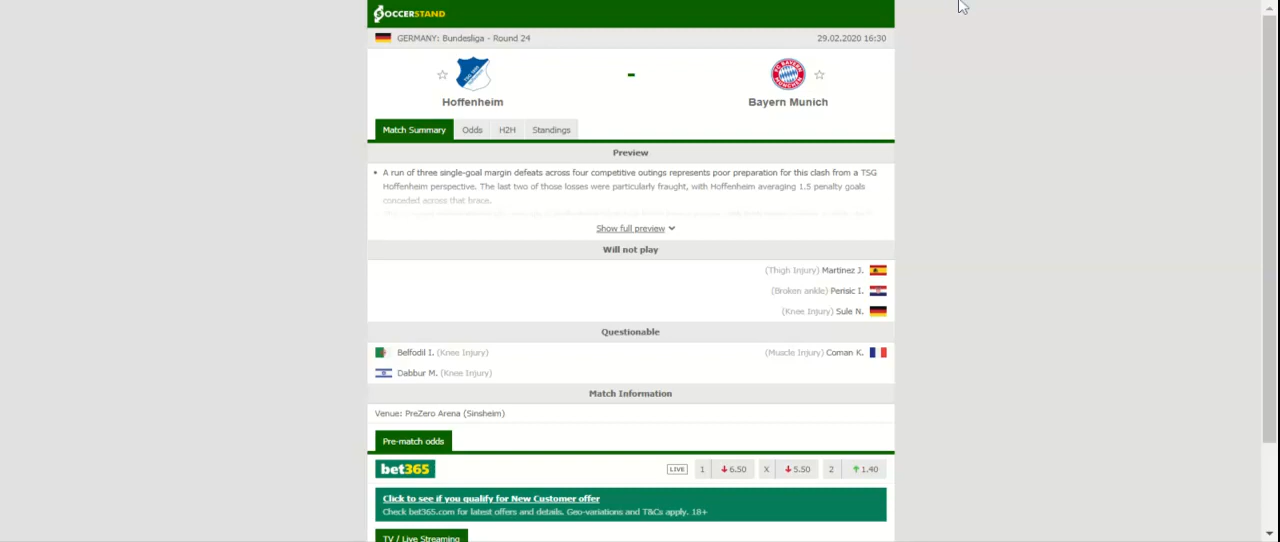 SOCCERSTAND
GERMANY: Bundesliga - Round 24
29.02.2020 16:30
-
Hoffenheim
Bayern Munich
Match Summary
Odds
H2H
Standings
Preview
• A run of three single-goal margin defeats across four competitive outings represents poor preparation for this clash from a TSG
Hoffenheim perspective. The last two of those losses were particularly fraught, with Hoffenheim averaging 1.5 penalty goals
conceded across that brace.
Show full preview
Will not play
(Thigh Injury) Martinez J.
(Broken ankle) Perisic I.
(Knee Injury) Sule N.
Questionable
Belfodil I. (Knee Injury)
(Muscle Injury) Coman K.
Dabbur M. (Knee Injury)
Match Information
Venue: PreZero Arena (Sinsheim)
Pre-match odds
bet365
LIVE
1 6.50
X 5.50
2 1.40
Click to see if you qualify for New Customer offer
Check bet365.com for latest offers and details. Geo-variations and T&Cs apply. 18+
TV / Live Streaming